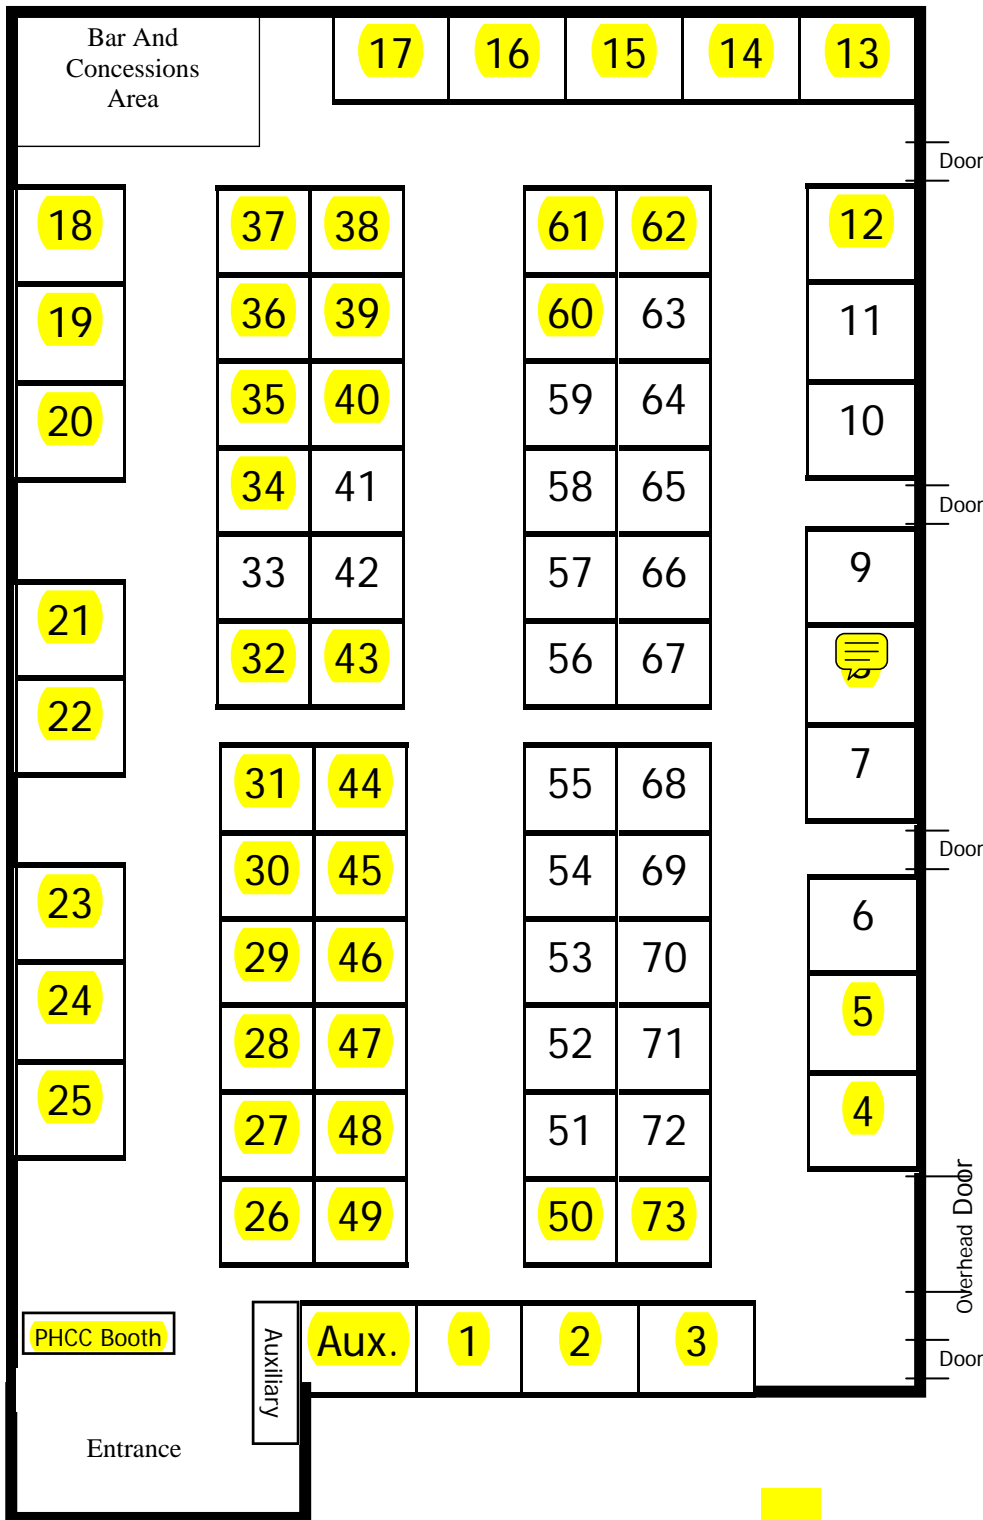 Bar And
Concessions
Area
17 16 15 14 13
Door
18 37 38 61 62 12
19 36 39 60 63 11
20 35 40 59 64 10
34 41 58 65
Door
33 42 57 66 9
21
32 43 56 67
22
31 44 55 68 7
Door
30 45 54 69
23 6
29 46 53 70
24 5
28 47 52 71
25 4
27 48 51 72
26 49 50 73
Overhead Door
PHCC Booth
Auxiliary
Aux. 1 2 3
Door
Entrance